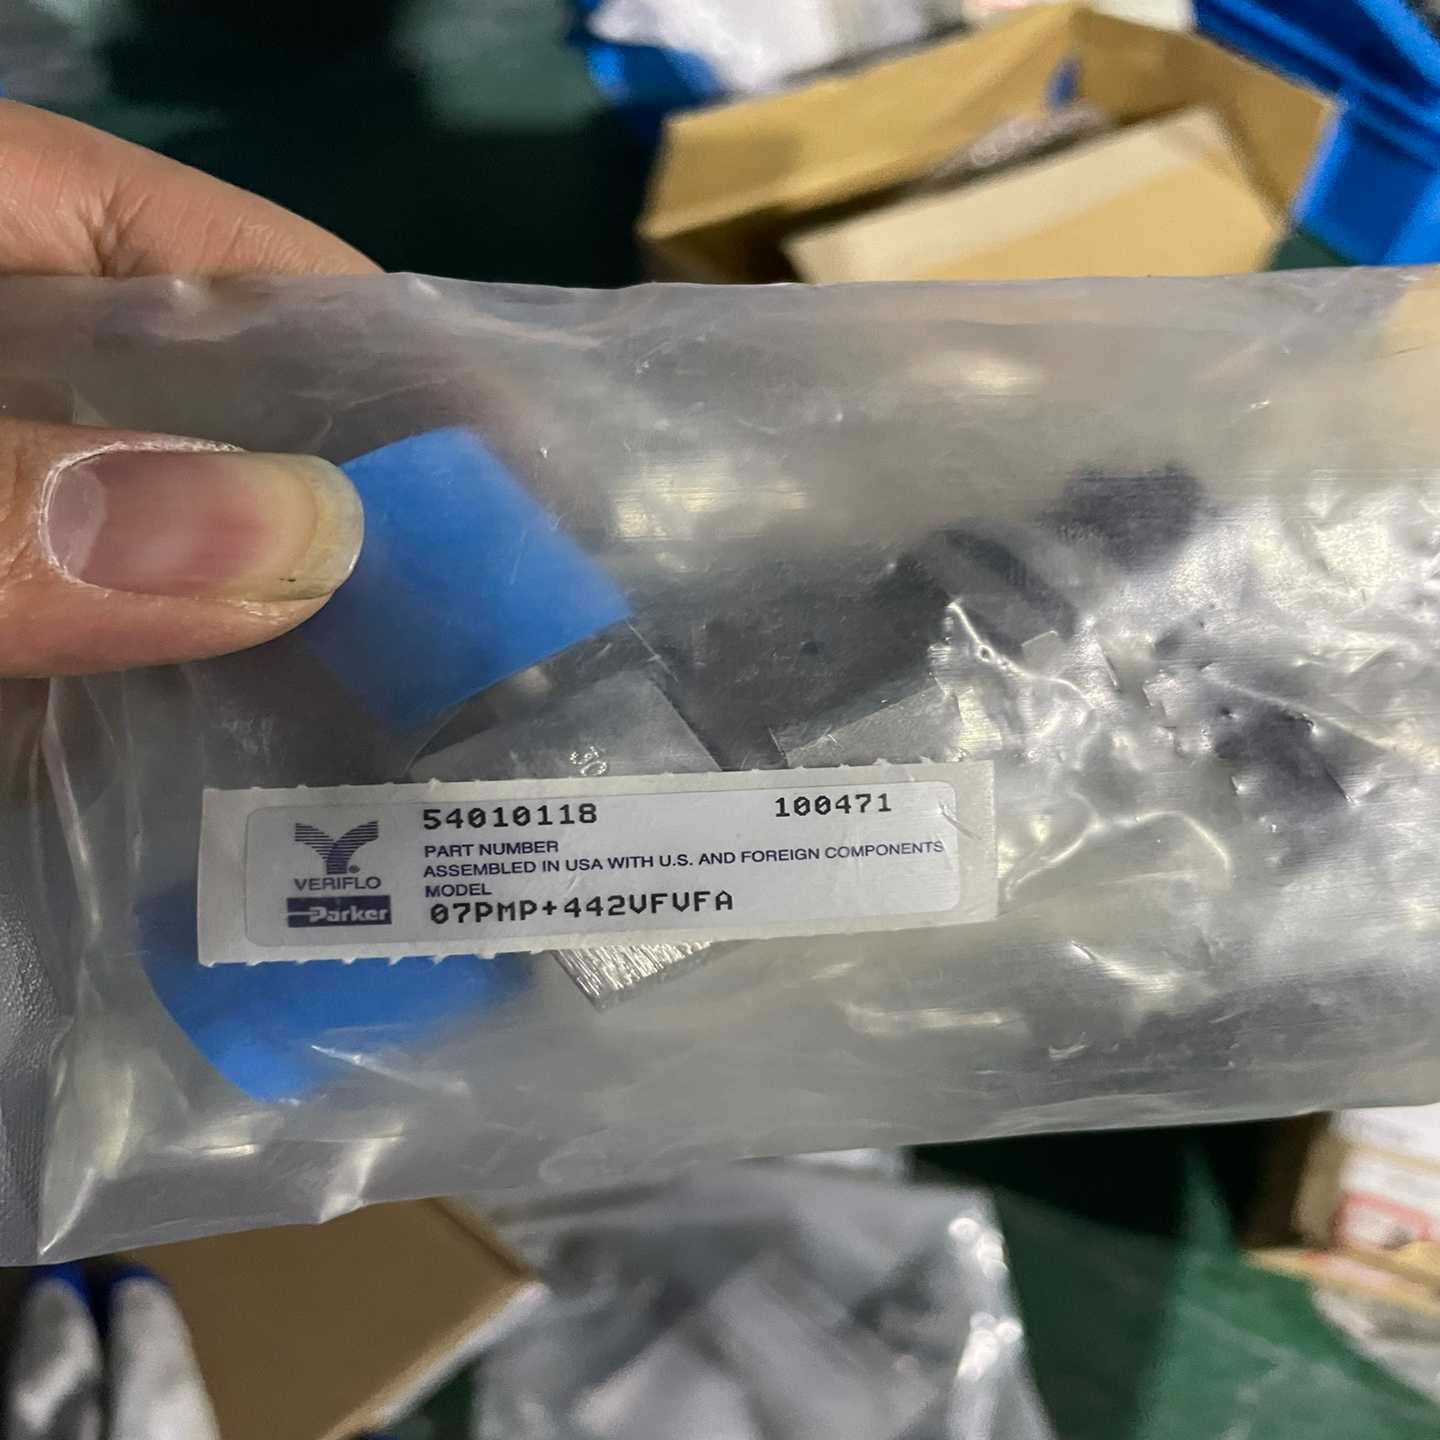 54010118 100471
PART NUMBER
ASSEMBLED IN USA WITH U.S. AND FOREIGN COMPONENTS
MODEL
07PMP+442VFVFA
VERIFLO
Parker